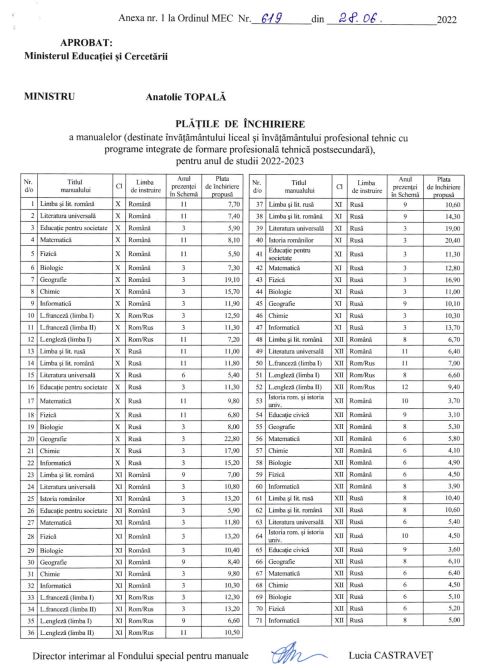 Anexa nr. 1 la Ordinul MEC Nr. 619 din 28.06. 2022
APROBAT:
Ministerul Educației și Cercetării
MINISTRU Anatolie TOPALĂ
PLĂȚILE DE ÎNCHIRIERE
a manualelor (destinate învățământului liceal și învățământului profesional tehnic cu
programe integrate de formare profesională tehnică postsecundară),
pentru anul de studii 2022-2023
Nr. d/o Titlul manualului Cl Limba de instruire Anul prezenței în Schemă Plata de închiriere propusă
1 Limba și lit. română X Română 11 7,70
2 Literatura universală X Română 11 7,40
3 Educație pentru societate X Română 3 5,90
4 Matematică X Română 11 8,10
5 Fizică X Română 11 5,50
6 Biologie X Română 3 7,30
7 Geografie X Română 3 19,10
8 Chimie X Română 3 15,70
9 Informatică X Română 3 11,90
10 L.franceză (limba I) X Rom/Rus 3 12,50
11 L.franceză (limba II) X Rom/Rus 3 11,30
12 L.engleză (limba I) X Rom/Rus 11 7,20
13 Limba și lit. rusă X Rusă 11 11,00
14 Limba și lit. română X Rusă 11 11,80
15 Literatura universală X Rusă 6 5,40
16 Educație pentru societate X Rusă 3 11,30
17 Matematică X Rusă 11 9,80
18 Fizică X Rusă 11 6,80
19 Biologie X Rusă 3 8,00
20 Geografie X Rusă 3 22,80
21 Chimie X Rusă 3 17,90
22 Informatică X Rusă 3 15,20
23 Limba și lit. română XI Română 9 7,00
24 Literatura universală XI Română 3 10,80
25 Istoria românilor XI Română 3 13,20
26 Educație pentru societate XI Română 3 5,90
27 Matematică XI Română 3 11,80
28 Fizică XI Română 3 13,20
29 Biologie XI Română 3 10,40
30 Geografie XI Română 9 8,40
31 Chimie XI Română 3 9,80
32 Informatică XI Română 3 10,30
33 L.franceză (limba I) XI Rom/Rus 3 12,30
34 L.franceză (limba II) XI Rom/Rus 3 13,20
35 L.engleză (limba I) XI Rom/Rus 9 6,60
36 L.engleză (limba II) XI Rom/Rus 11 10,50
Nr. d/o Titlul manualului Cl Limba de instruire Anul prezenței în Schemă Plata de închiriere propusă
37 Limba și lit. rusă XI Rusă 9 10,60
38 Limba și lit. română XI Rusă 9 14,30
39 Literatura universală XI Rusă 3 19,00
40 Istoria românilor XI Rusă 3 20,40
41 Educație pentru societate XI Rusă 3 11,30
42 Matematică XI Rusă 3 12,80
43 Fizică XI Rusă 3 16,90
44 Biologie XI Rusă 3 11,00
45 Geografie XI Rusă 9 10,10
46 Chimie XI Rusă 3 10,30
47 Informatică XI Rusă 3 13,70
48 Limba și lit. română XII Română 8 6,70
49 Literatura universală XII Română 11 6,40
50 L.franceză (limba I) XII Rom/Rus 11 7,00
51 L.engleză (limba I) XII Rom/Rus 8 6,60
52 L.engleză (limba II) XII Rom/Rus 12 9,40
53 Istoria rom. și istoria univ. XII Română 10 3,70
54 Educație civică XII Română 9 3,10
55 Geografie XII Română 8 5,30
56 Matematică XII Română 6 5,80
57 Chimie XII Română 6 4,10
58 Biologie XII Română 6 4,90
59 Fizică XII Română 6 4,50
60 Informatică XII Română 8 3,90
61 Limba și lit. rusă XII Rusă 8 10,40
62 Limba și lit. română XII Rusă 8 10,60
63 Literatura universală XII Rusă 6 5,40
64 Istoria rom. și istoria univ. XII Rusă 10 4,50
65 Educație civică XII Rusă 9 3,60
66 Geografie XII Rusă 8 6,10
67 Matematică XII Rusă 6 6,40
68 Chimie XII Rusă 6 4,50
69 Biologie XII Rusă 6 5,10
70 Fizică XII Rusă 6 5,20
71 Informatică XII Rusă 8 5,00
Director interimar al Fondului special pentru manuale Lucia CASTRAVEȚ